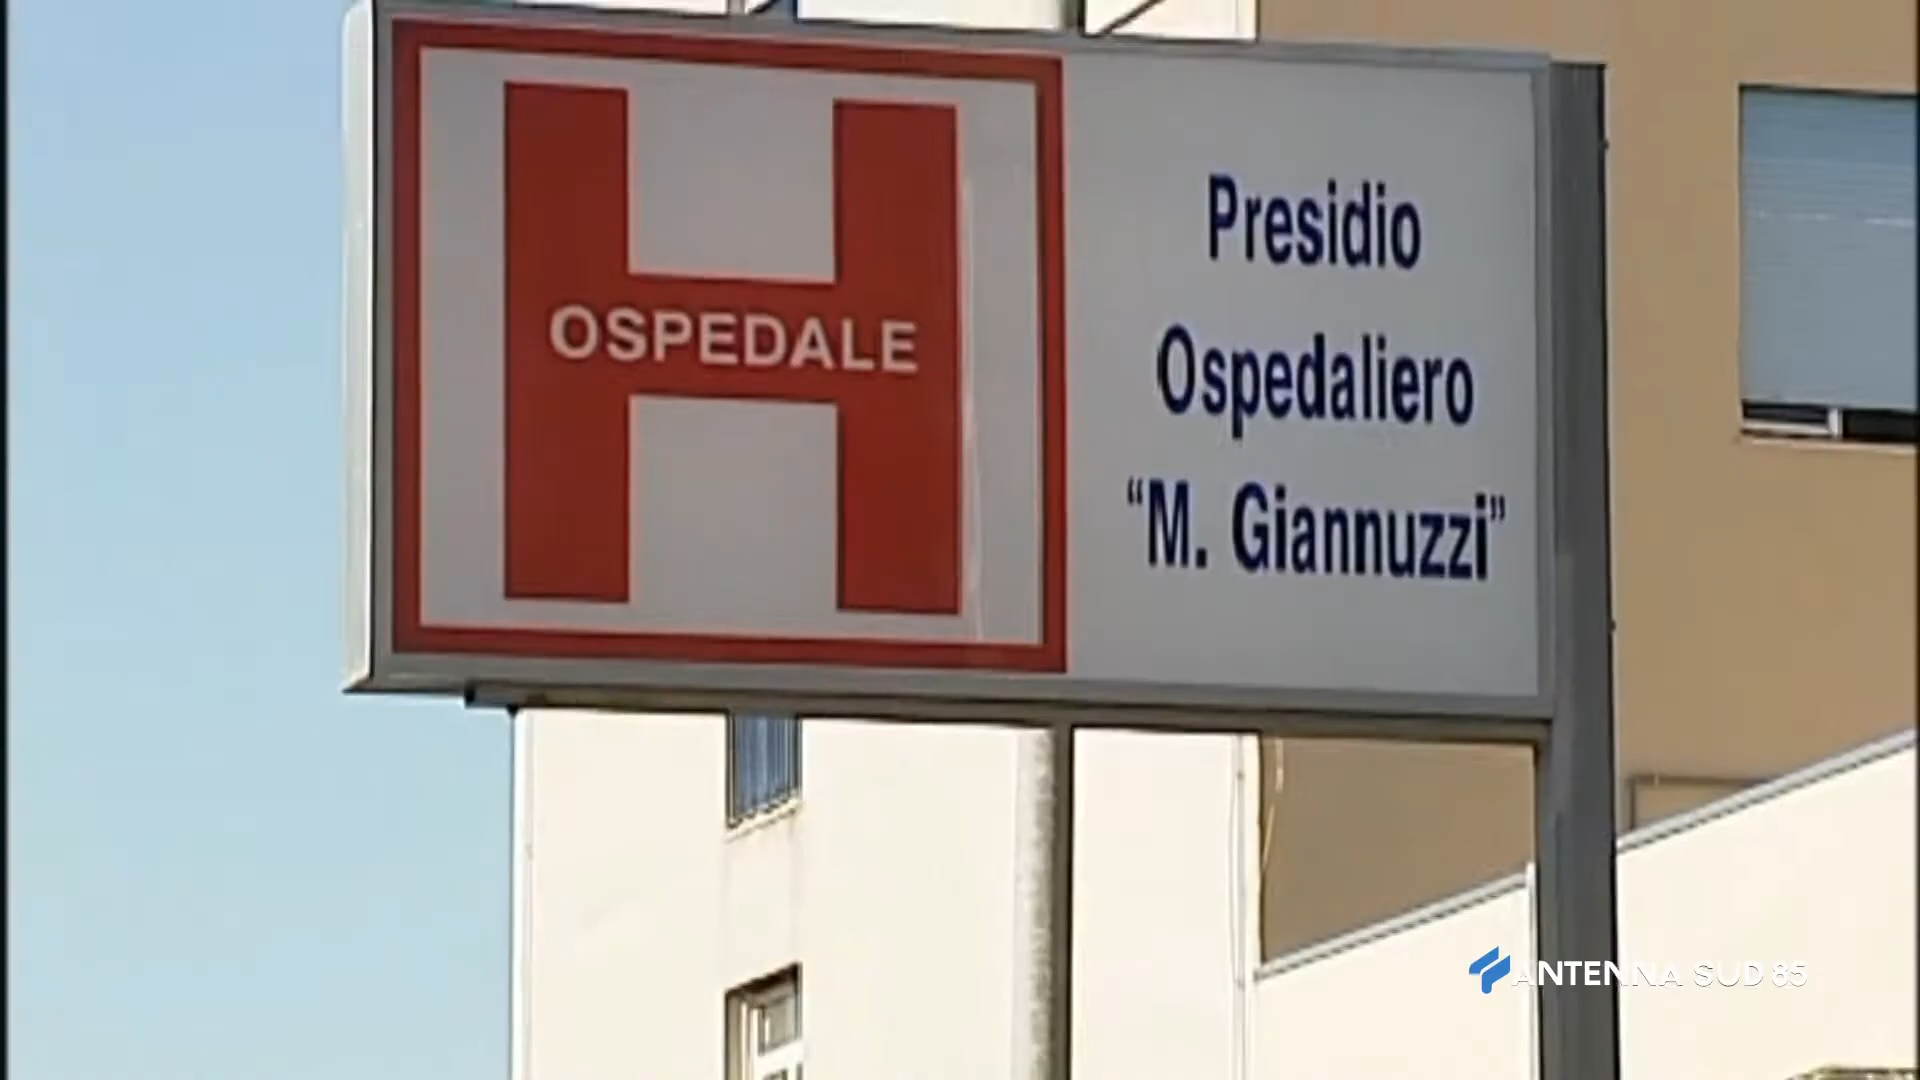 OSPEDALE
Presidio
Ospedaliero
“M. Giannuzzi”
ANTENNA SUD 85